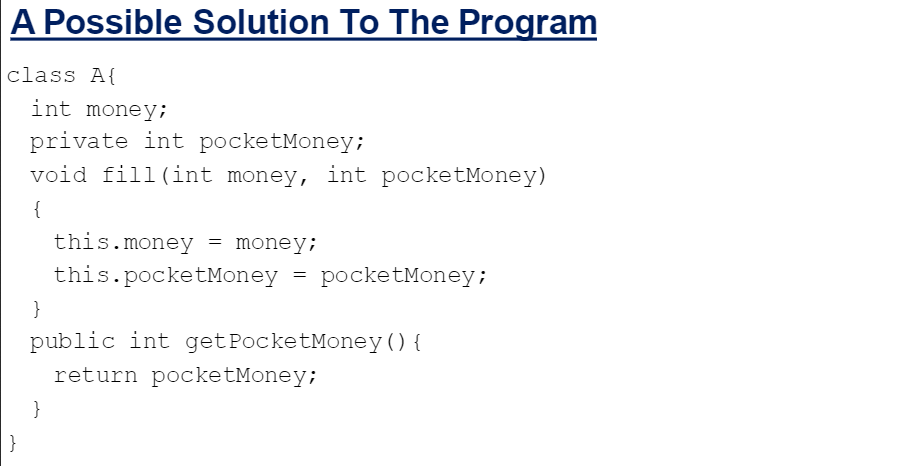 A Possible Solution To The Program
class A{
int money;
private int pocketMoney;
void fill(int money, int pocketMoney)
{
this.money = money;
this.pocketMoney = pocketMoney;
}
public int getPocketMoney(){
return pocketMoney;
}
}